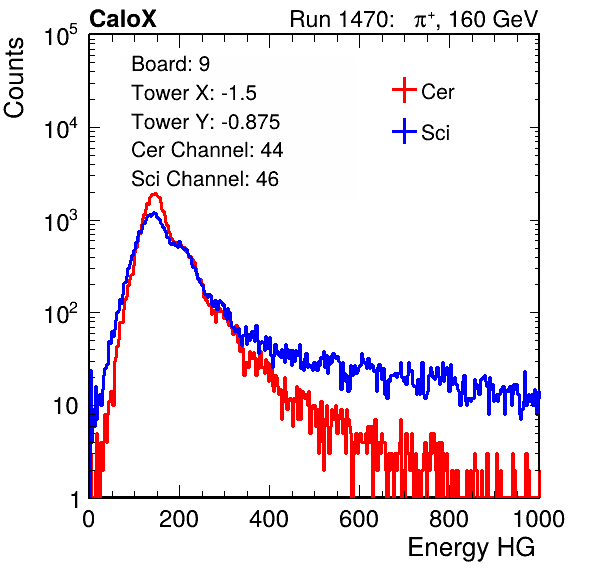 CaloX Run 1470: π⁺, 160 GeV
Counts
Board: 9
Tower X: -1.5
Tower Y: -0.875
Cer Channel: 44
Sci Channel: 46
Cer
Sci
10⁵
10⁴
10³
10²
10
1
0 200 400 600 800 1000
Energy HG